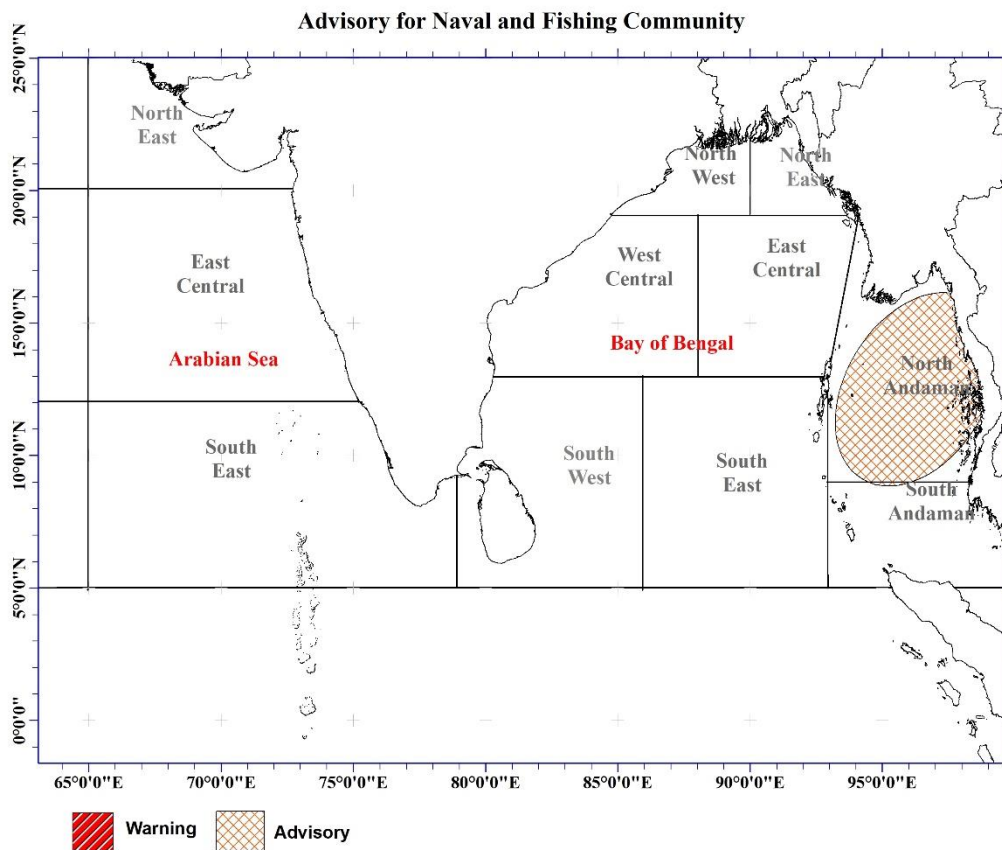 Advisory for Naval and Fishing Community
25°0'0"N
20°0'0"N
15°0'0"N
10°0'0"N
5°0'0"N
0°0'0"
North
East
North
West
North
East
East
Central
West
Central
East
Central
Arabian Sea
Bay of Bengal
North
Andaman
South
East
South
West
South
East
South
Andaman
65°0'0"E
70°0'0"E
75°0'0"E
80°0'0"E
85°0'0"E
90°0'0"E
95°0'0"E
Warning
Advisory